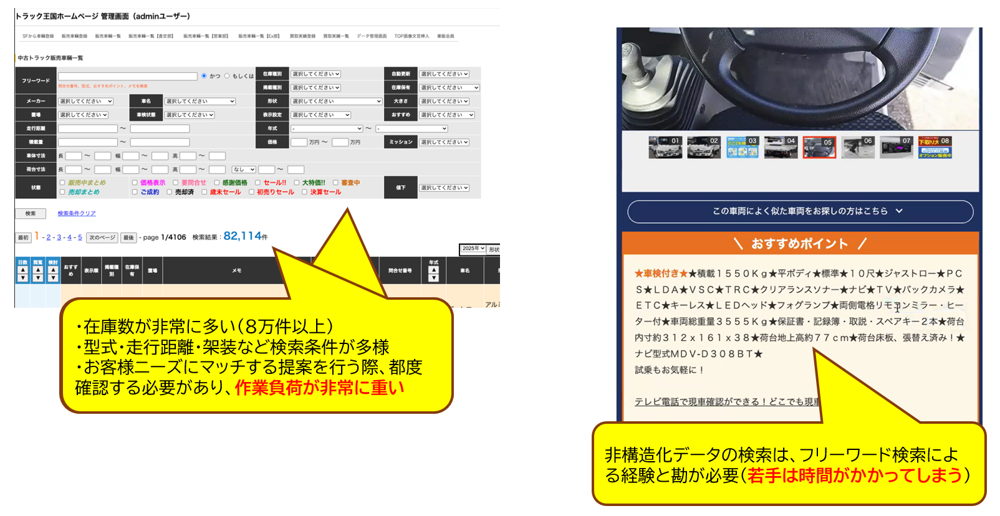 トラック王国ホームページ 管理画面（adminユーザー）
SFから車輛登録 販売車輛登録 販売車輛一覧 販売車輛一覧【査定部】 販売車輛一覧【営業部】 販売車輛一覧【Ex部】 買取実績登録 買取実績一覧 データ管理画面 TOP画像文言挿入 業販会員
中古トラック販売車輛一覧
フリーワード かつ もしくは 在庫種別 選択してください 自動更新 選択してください
問合せ番号、型式、おすすめポイント、メモを検索 掲載種別 選択してください 在庫保有 選択してください
メーカー 選択してください 車名 選択してください 形状 選択してください 大きさ 選択してください
置場 選択してください 車検状態 選択してください 表示設定 選択してください おすすめ 選択してください
走行距離 〜 年式 - 〜 -
積載量 〜 価格 万円 〜 万円 ミッション 選択してください
車体寸法 長 〜 幅 〜 高 〜
荷台寸法 長 〜 幅 〜 高 〜 なし 〜
状態 販売中まとめ 価格表示 要問合せ 感謝価格 セール!! 大特価!! 審査中 値下 選択してください
売却まとめ ご成約 売却済 歳末セール 初売りセール 決算セール
検索 検索条件クリア
最初 1 - 2 - 3 - 4 - 5 次のページ 最後 - page 1/4106 検索結果：82,114件
2025年 形状
日数 ▲ ▼ 閲覧 ▲ ▼ 検討 ▲ ▼ おすすめ 表示順 掲載種別 在庫保有 置場 メモ 問合せ番号 年式 ▲ ▼ 車名
アルミ
・在庫数が非常に多い（８万件以上）
・型式・走行距離・架装など検索条件が多様
・お客様ニーズにマッチする提案を行う際、都度
確認する必要があり、作業負荷が非常に重い
01 02 03 04 05 06 07 08
下取り大
オプション販売中
この車両によく似た車両をお探しの方はこちら
＼ おすすめポイント ／
★車検付き★★積載１５５０Ｋｇ★平ボディ★標準★１０尺★ジャストロー★ＰＣ
Ｓ★ＬＤＡ★ＶＳＣ★ＴＲＣ★クリアランスソナー★ナビ★ＴＶ★バックカメラ★
ＥＴＣ★キーレス★ＬＥＤヘッド★フォグランプ★両側電格リモコンミラー・ヒー
ター付★車両総重量３５５５Ｋｇ★保証書・記録簿・取説・スペアキー２本★荷台
内寸約３１２ｘ１６１ｘ３８★荷台地上高約７７ｃｍ★荷台床板、張替え済み！★
ナビ型式ＭＤＶ-Ｄ３０８ＢＴ★
試乗もお気軽に！
テレビ電話で現車確認ができる！どこでも現車
非構造化データの検索は、フリーワード検索によ
る経験と勘が必要（若手は時間がかかってしまう）